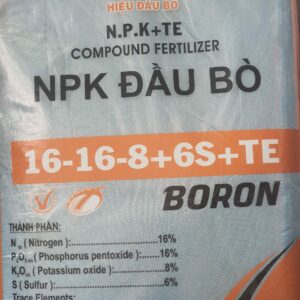 HIỆU ĐẦU BÒ
N.P.K+TE
COMPOUND FERTILIZER
NPK ĐẦU BÒ
16-16-8+6S+TE
BORON
THÀNH PHẦN:
N ts (Nitrogen ):..................16%
P₂O₅ₕₕ (Phosphorus pentoxide ):......16%
K₂Oₕₕ (Potassium oxide ):............8%
S ( Sulfur ):........................6%
Trace Elements: